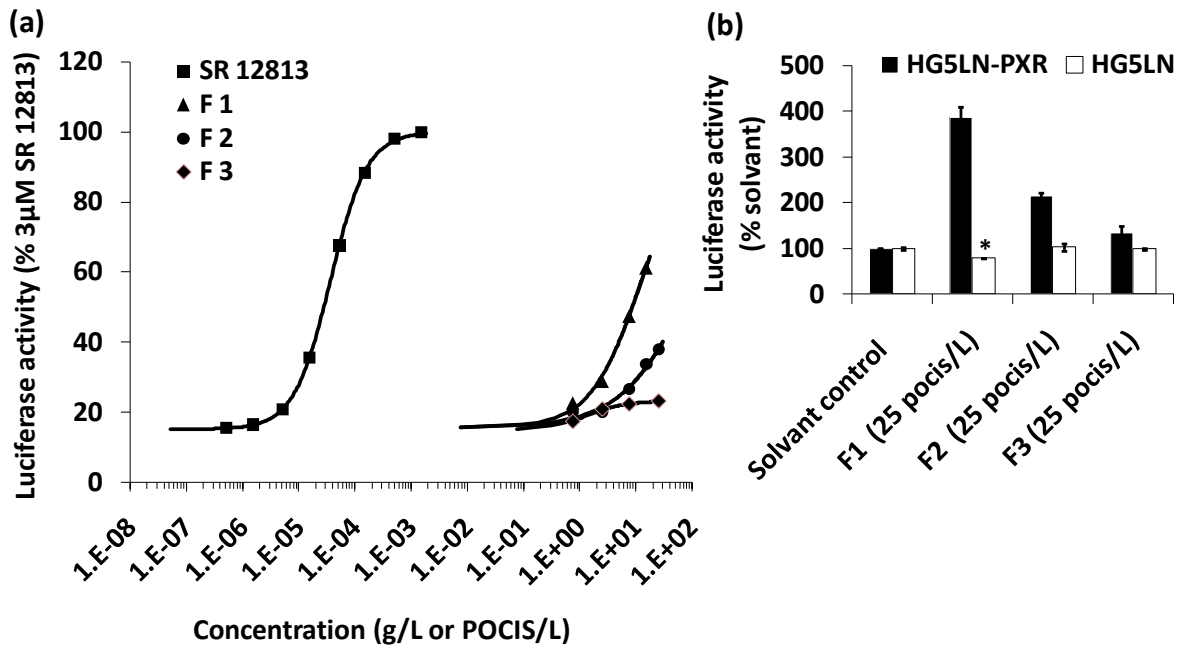 (a)
Luciferase activity (% 3µM SR 12813)
120
100
80
60
40
20
0
SR 12813
F 1
F 2
F 3
1.E-08
1.E-07
1.E-06
1.E-05
1.E-04
1.E-03
1.E-02
1.E-01
1.E+00
1.E+01
1.E+02
Concentration (g/L or POCIS/L)
(b)
Luciferase activity
(% solvant)
500
400
300
200
100
0
HG5LN-PXR
HG5LN
*
Solvant control
F1 (25 pocis/L)
F2 (25 pocis/L)
F3 (25 pocis/L)